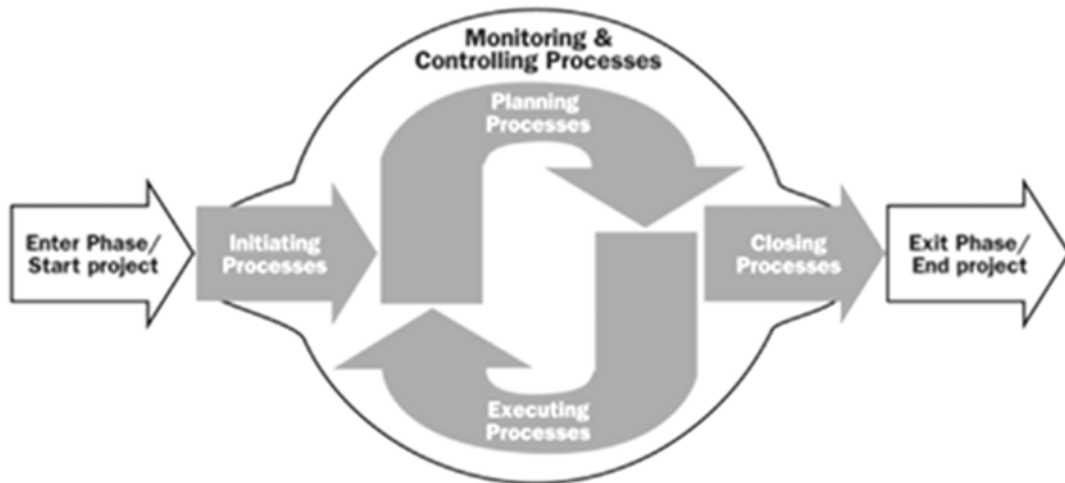 Monitoring &
Controlling Processes
Planning
Processes
Enter Phase/
Start project
Initiating
Processes
Closing
Processes
Exit Phase/
End project
Executing
Processes